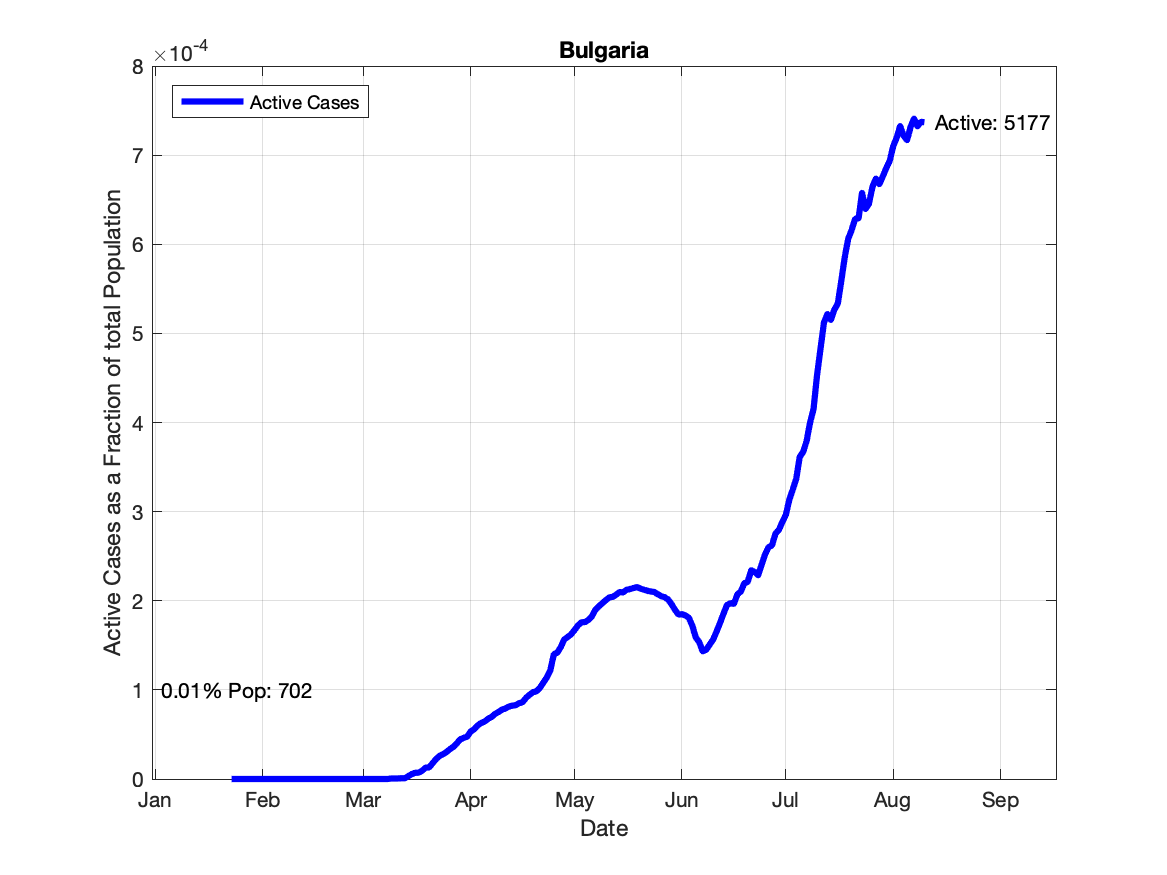 Bulgaria
×10⁻⁴
Active Cases
Active: 5177
8
7
6
5
4
3
2
1
0
0.01% Pop: 702
Active Cases as a Fraction of total Population
Jan Feb Mar Apr May Jun Jul Aug Sep
Date